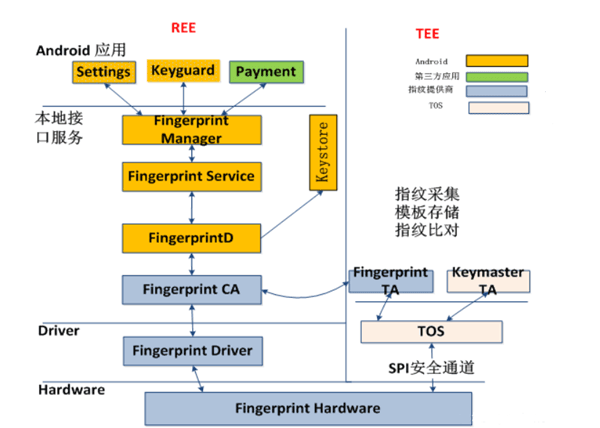 REE
TEE
Android 应用
Settings
Keyguard
Payment
Android
第三方应用
指纹提供商
TOS
本地接
口服务
Fingerprint
Manager
Keystore
Fingerprint Service
指纹采集
模板存储
指纹比对
FingerprintD
Fingerprint CA
Fingerprint
TA
Keymaster
TA
Driver
TOS
Fingerprint Driver
SPI安全通道
Hardware
Fingerprint Hardware